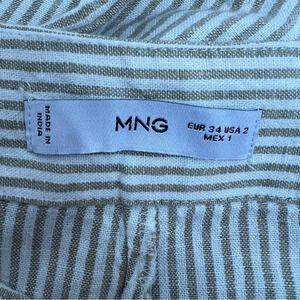 MADE IN
INDIA
MNG
EUR 34 USA 2
MEX 1